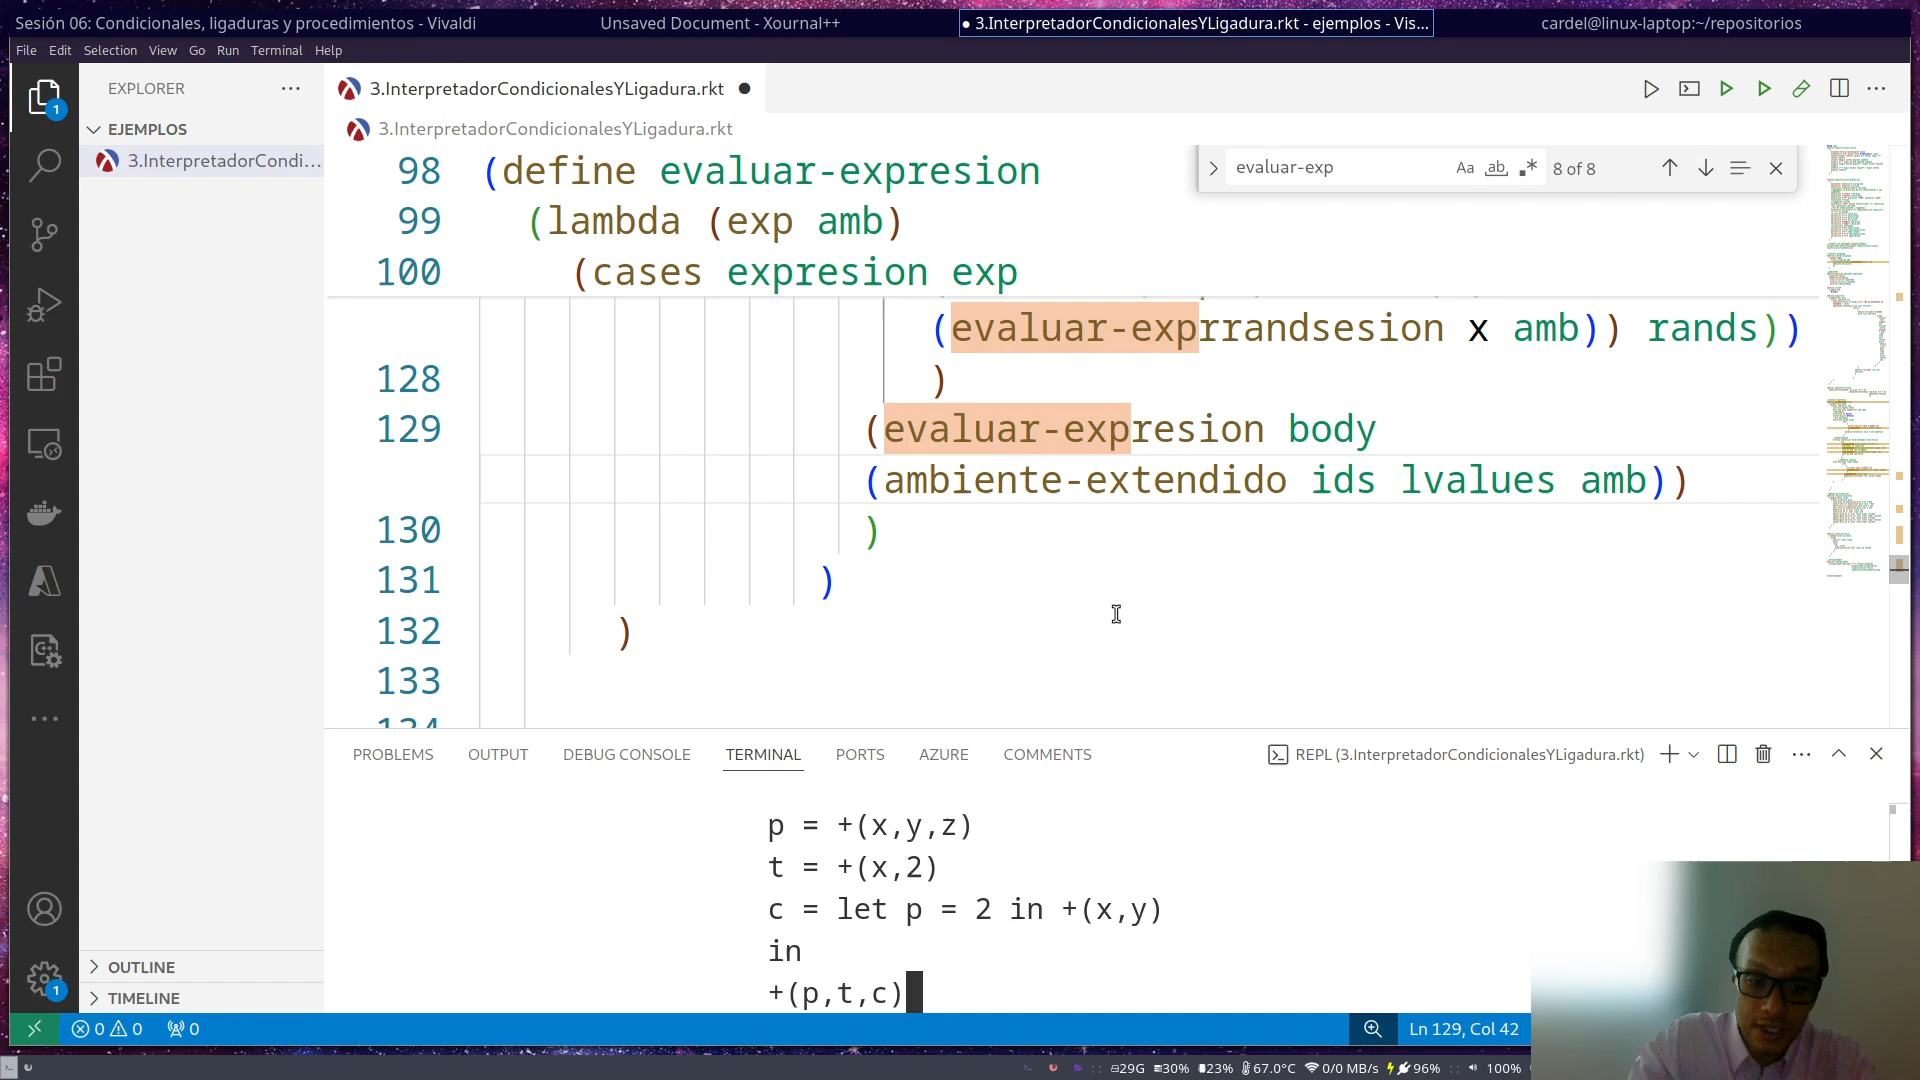 Sesión 06: Condicionales, ligaduras y procedimientos - Vivaldi
Unsaved Document - Xournal++
● 3.InterpretadorCondicionalesYLigadura.rkt - ejemplos - Vis...
cardel@linux-laptop:~/repositorios
File Edit Selection View Go Run Terminal Help
EXPLORER
3.InterpretadorCondicionalesYLigadura.rkt
EJEMPLOS
3.InterpretadorCondi...
3.InterpretadorCondicionalesYLigadura.rkt
evaluar-exp
Aa ab .* 8 of 8
98 (define evaluar-expresion
99 (lambda (exp amb)
100 (cases expresion exp
(evaluar-exprrandsesion x amb)) rands))
128 )
129 (evaluar-expresion body
(ambiente-extendido ids lvalues amb))
130 )
131 )
132 )
133
134
PROBLEMS OUTPUT DEBUG CONSOLE TERMINAL PORTS AZURE COMMENTS
REPL (3.InterpretadorCondicionalesYLigadura.rkt)
p = +(x,y,z)
t = +(x,2)
c = let p = 2 in +(x,y)
in
+(p,t,c)
OUTLINE
TIMELINE
1
1
0 0 0
Ln 129, Col 42
29G 30% 23% 67.0°C 0/0 MB/s 96% 100%